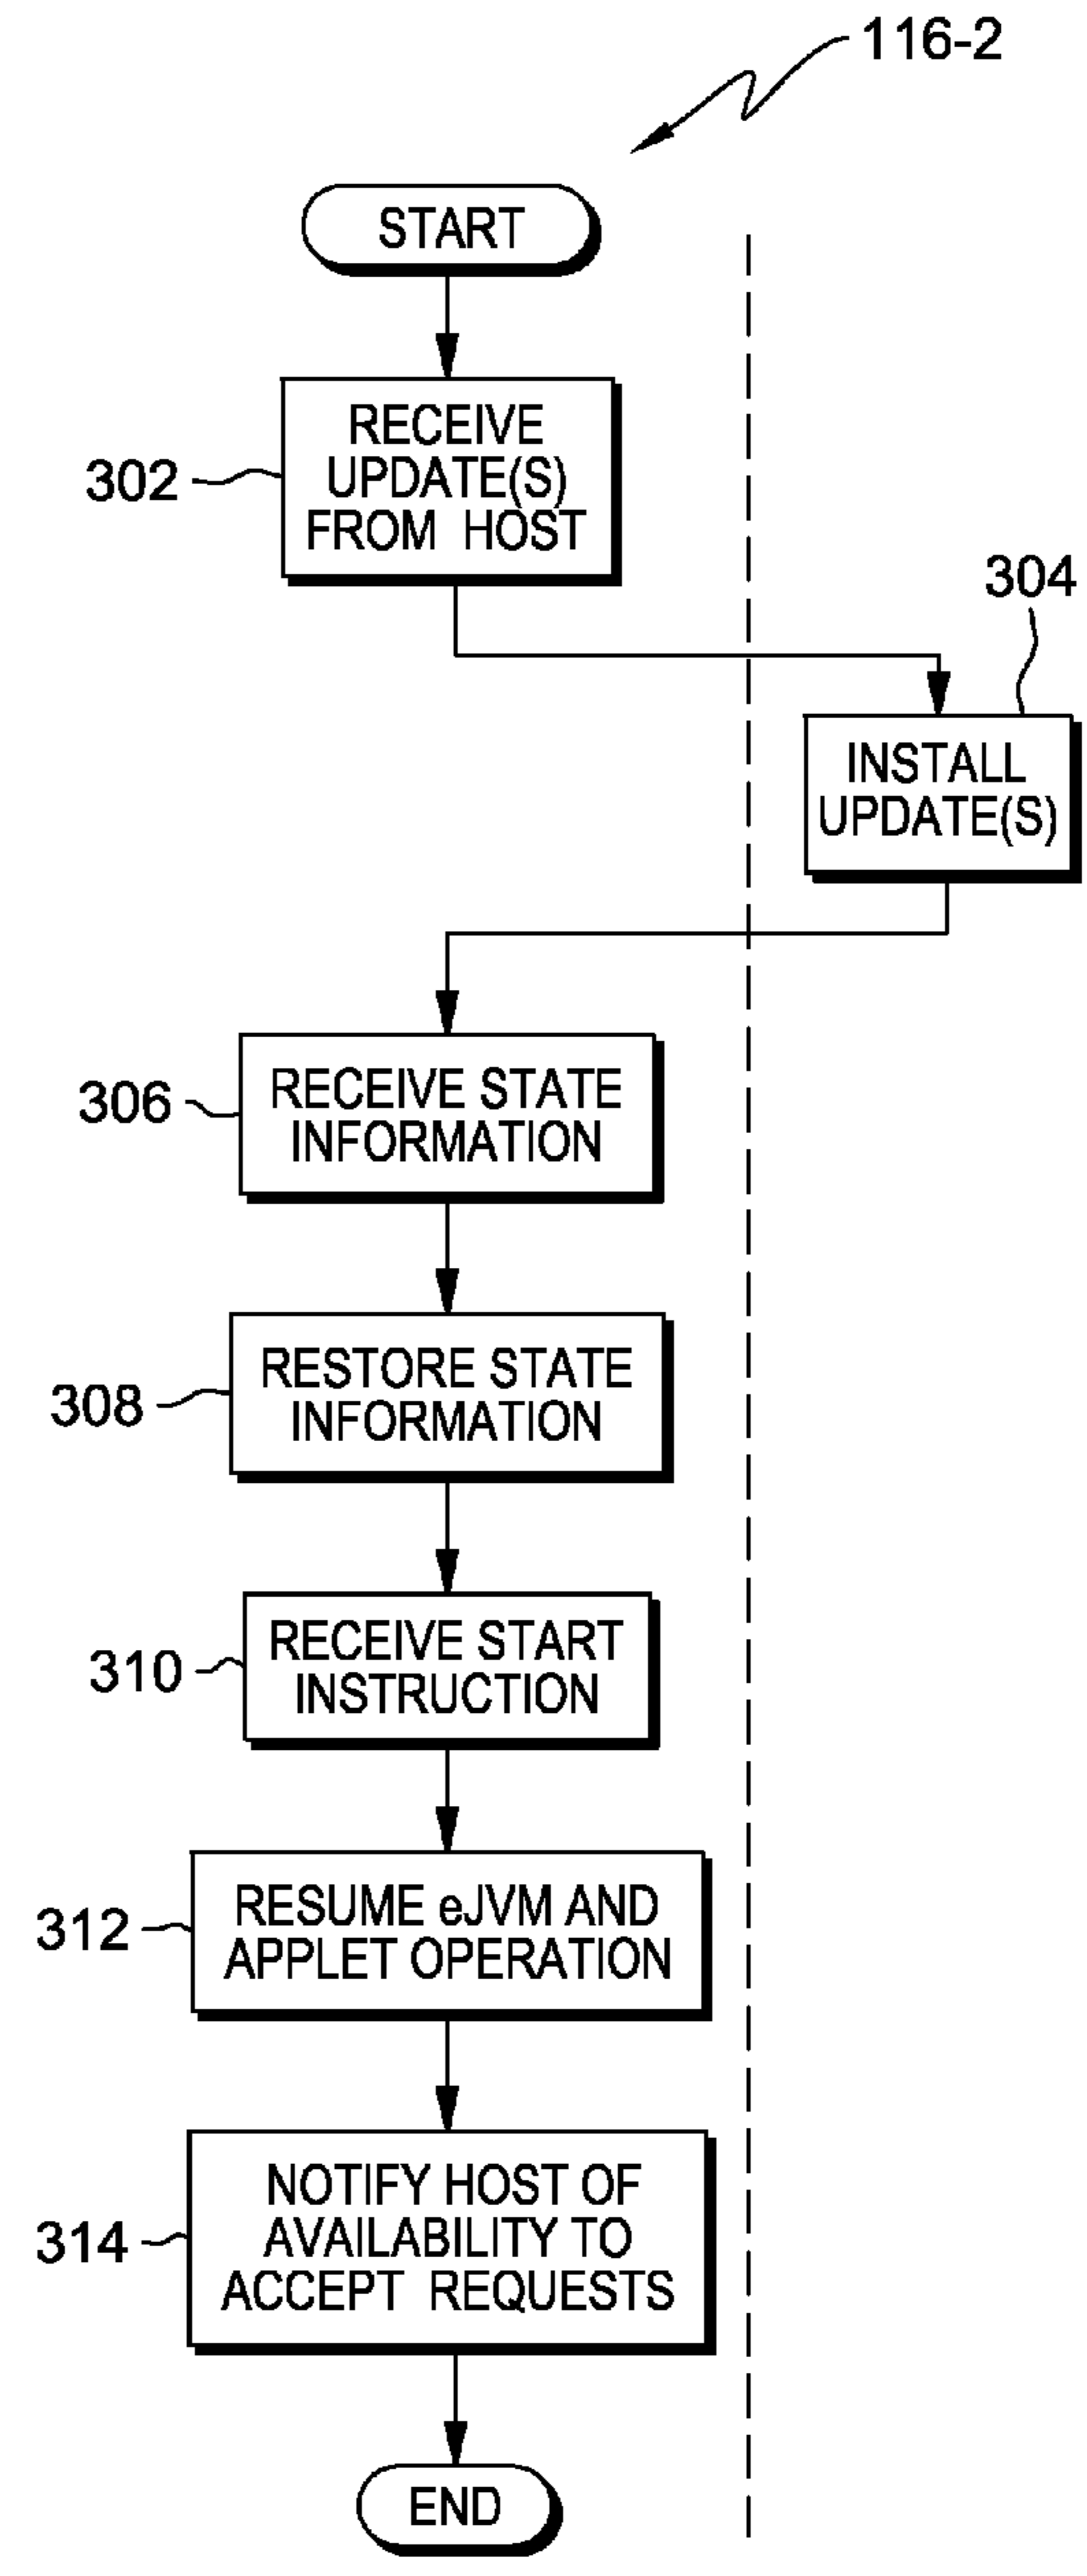 116-2
START
RECEIVE
UPDATE(S)
FROM HOST
302
304
INSTALL
UPDATE(S)
306
RECEIVE STATE
INFORMATION
308
RESTORE STATE
INFORMATION
310
RECEIVE START
INSTRUCTION
312
RESUME eJVM AND
APPLET OPERATION
314
NOTIFY HOST OF
AVAILABILITY TO
ACCEPT REQUESTS
END